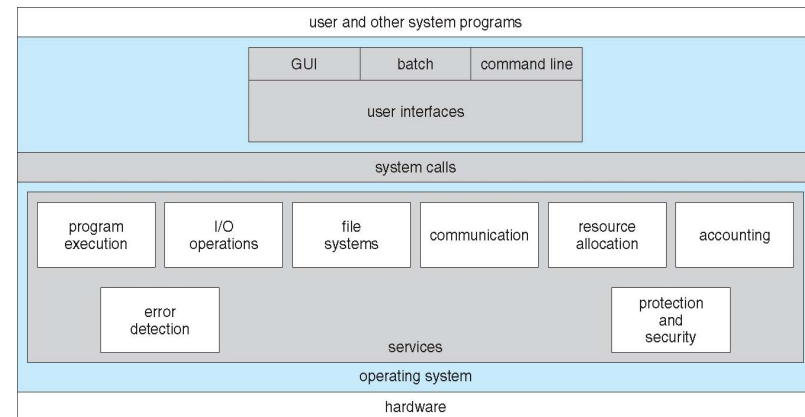 user and other system programs
GUI
batch
command line
user interfaces
system calls
program
execution
I/O
operations
file
systems
communication
resource
allocation
accounting
error
detection
protection
and
security
services
operating system
hardware